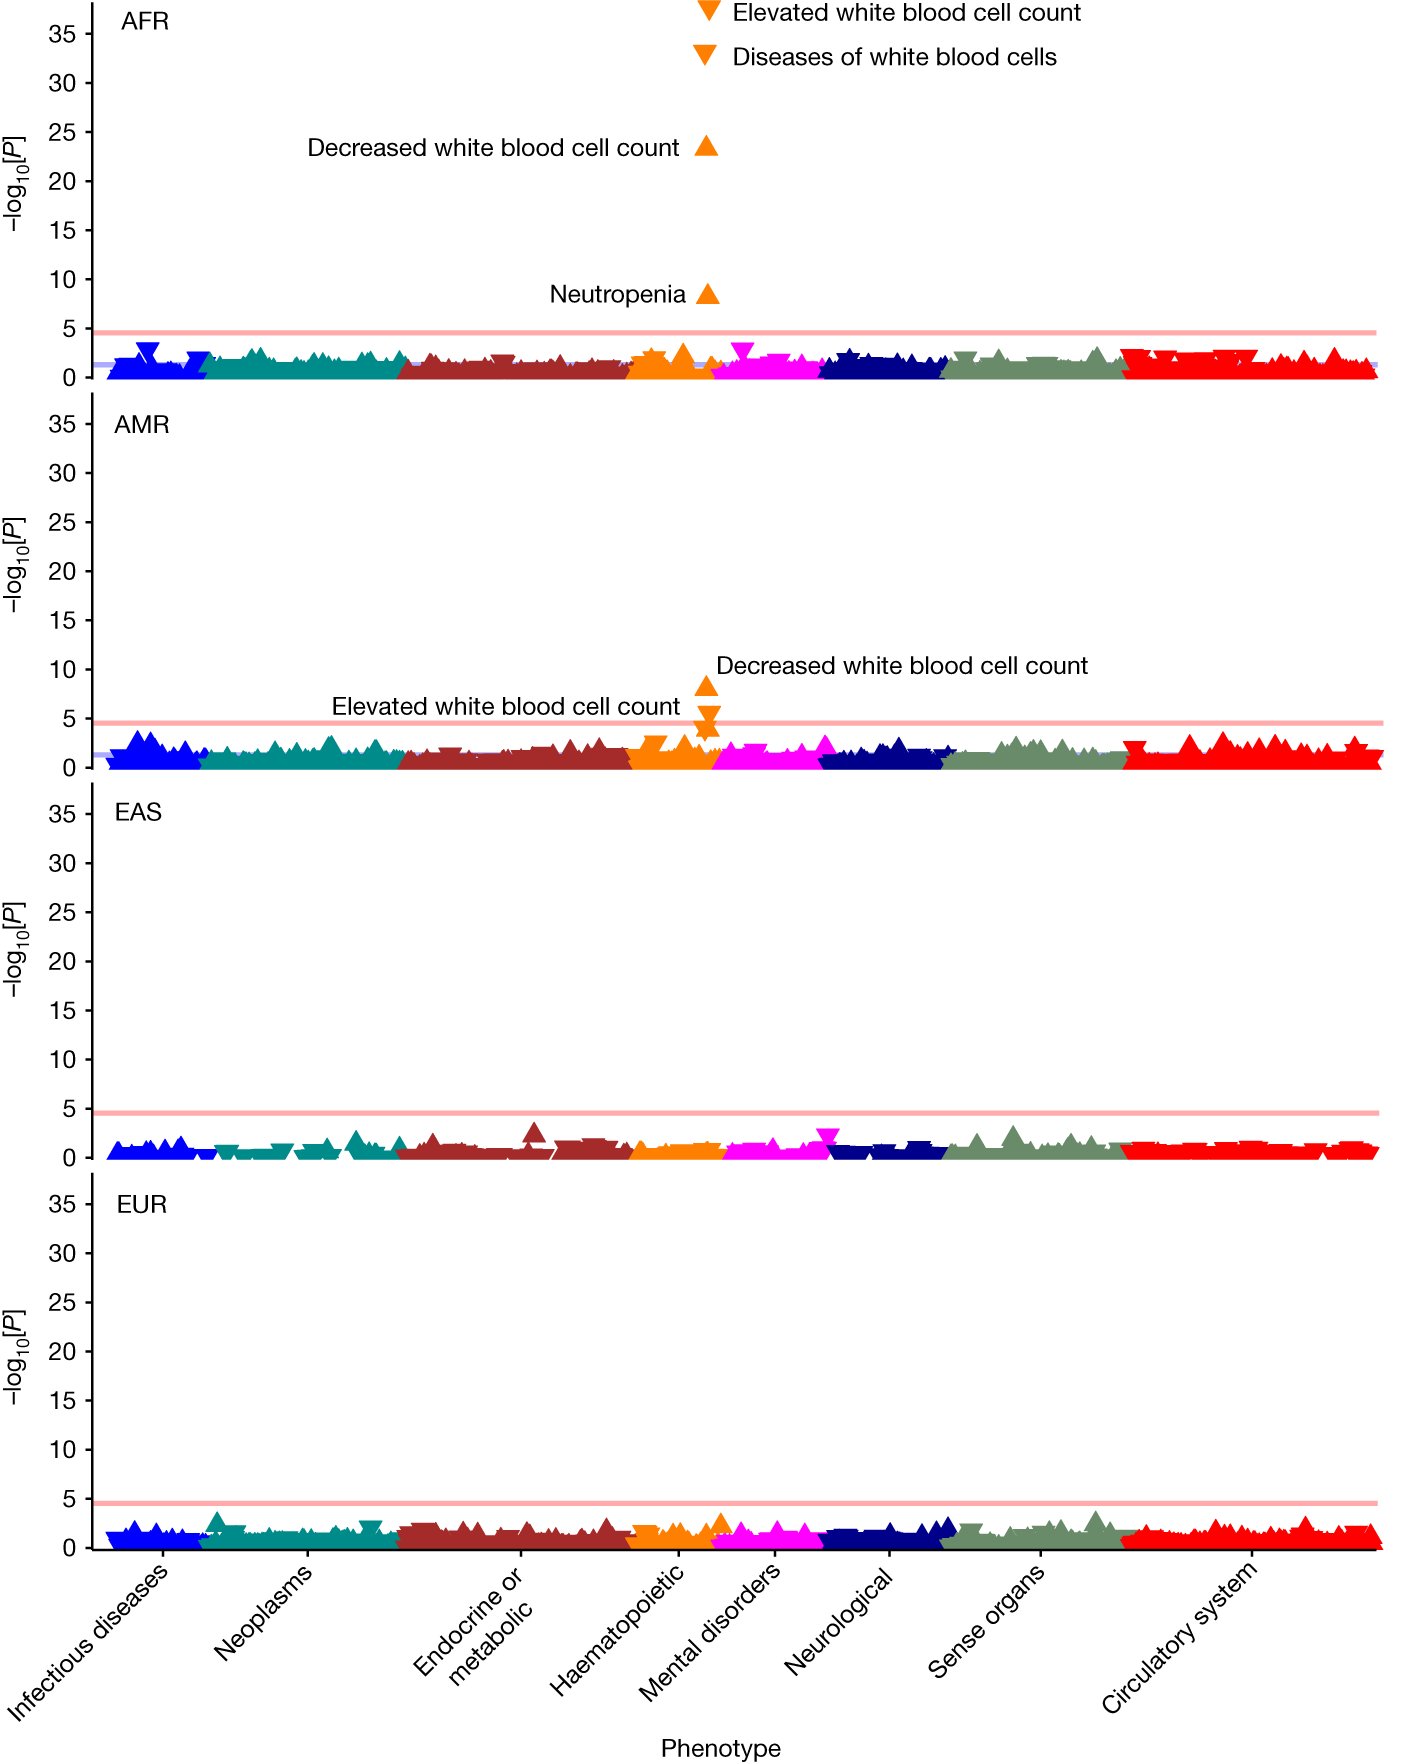 AFR
Elevated white blood cell count
Diseases of white blood cells
Decreased white blood cell count
Neutropenia
–log10[P]
35
30
25
20
15
10
5
0
AMR
Decreased white blood cell count
Elevated white blood cell count
–log10[P]
35
30
25
20
15
10
5
0
EAS
–log10[P]
35
30
25
20
15
10
5
0
EUR
–log10[P]
35
30
25
20
15
10
5
0
Infectious diseases
Neoplasms
Endocrine or
metabolic
Haematopoietic
Mental disorders
Neurological
Sense organs
Circulatory system
Phenotype